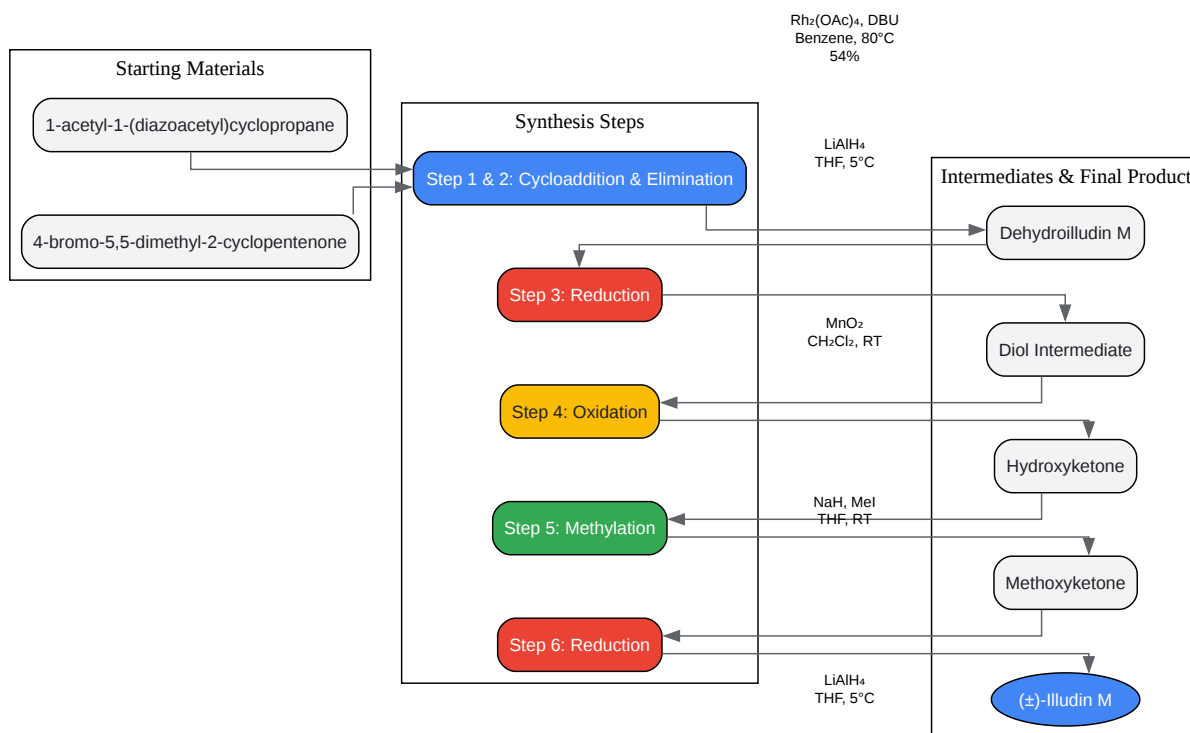 Rh₂(OAc)₄, DBU
Benzene, 80°C
54%
Starting Materials
1-acetyl-1-(diazoacetyl)cyclopropane
4-bromo-5,5-dimethyl-2-cyclopentenone
Synthesis Steps
Step 1 & 2: Cycloaddition & Elimination
LiAlH₄
THF, 5°C
Intermediates & Final Product
Dehydroilludin M
Step 3: Reduction
MnO₂
CH₂Cl₂, RT
Diol Intermediate
Step 4: Oxidation
Hydroxyketone
NaH, MeI
THF, RT
Step 5: Methylation
Methoxyketone
Step 6: Reduction
LiAlH₄
THF, 5°C
(±)-Illudin M